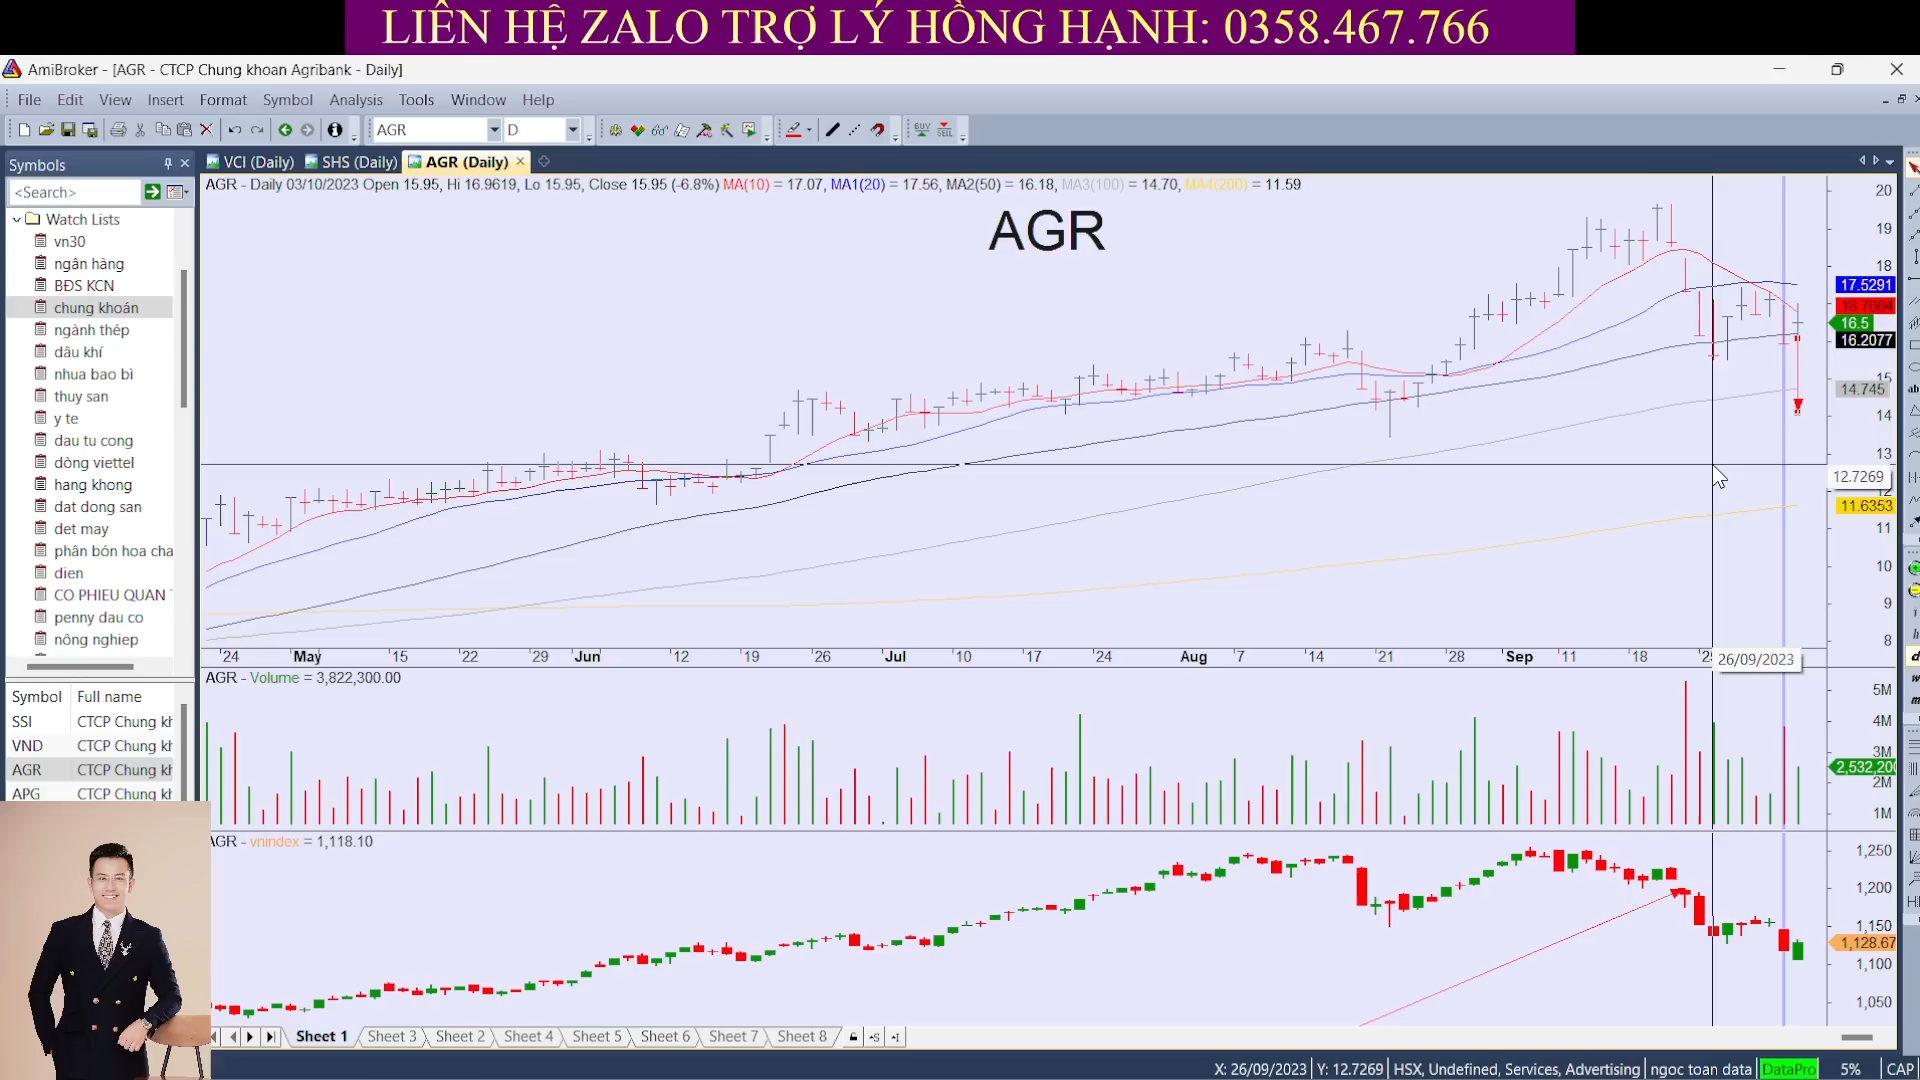 LIÊN HỆ ZALO TRỢ LÝ HỒNG HẠNH: 0358.467.766
AmiBroker - [AGR - CTCP Chung khoan Agribank - Daily]
File Edit View Insert Format Symbol Analysis Tools Window Help
AGR D BUY SELL
Symbols
VCI (Daily) SHS (Daily) AGR (Daily)
AGR - Daily 03/10/2023 Open 15.95, Hi 16.9619, Lo 15.95, Close 15.95 (-6.8%) MA(10) = 17.07, MA1(20) = 17.56, MA2(50) = 16.18, MA3(100) = 14.70, MA4(200) = 11.59
<Search>
Watch Lists
vn30
ngân hàng
BĐS KCN
chung khoán
ngành thép
dâu khí
nhua bao bì
thuy san
y te
dau tu cong
dòng viettel
hang khong
dat dong san
det may
phân bón hoa cha
dien
CO PHIEU QUAN
penny dau co
nông nghiep
AGR
20
19
18
17.5291
16.5
16.2077
15
14.745
14
13
12.7269
12
11.6353
11
10
9
8
24 May 15 22 29 Jun 12 19 26 Jul 10 17 24 Aug 7 14 21 28 Sep 11 18
26/09/2023
AGR - Volume = 3,822,300.00
5M
4M
3M
2,532,200
2M
1M
Symbol Full name
SSI CTCP Chung kh
VND CTCP Chung kh
AGR CTCP Chung kh
APG CTCP Chung kh
AGR - vnindex = 1,118.10
1,250
1,200
1,150
1,128.67
1,100
1,050
Sheet 1 Sheet 3 Sheet 2 Sheet 4 Sheet 5 Sheet 6 Sheet 7 Sheet 8
X: 26/09/2023 Y: 12.7269 HSX, Undefined, Services, Advertising ngoc toan data DataPro 5% CAP